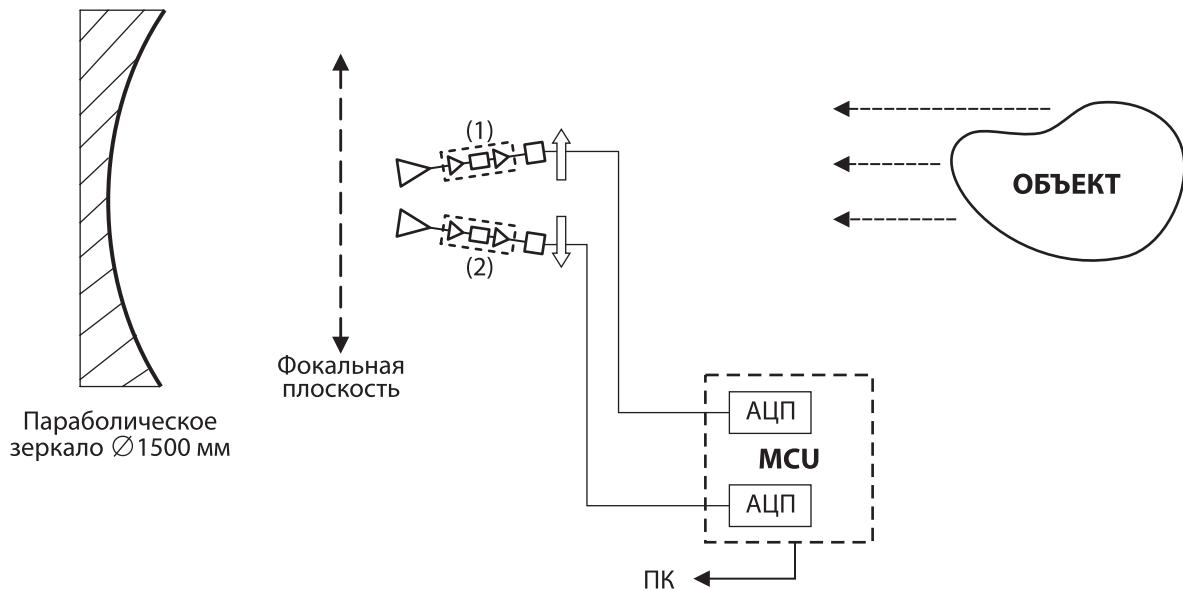 (1)
(2)
ОБЪЕКТ
Фокальная
плоскость
Параболическое
зеркало ∅1500 мм
АЦП
MCU
АЦП
ПК